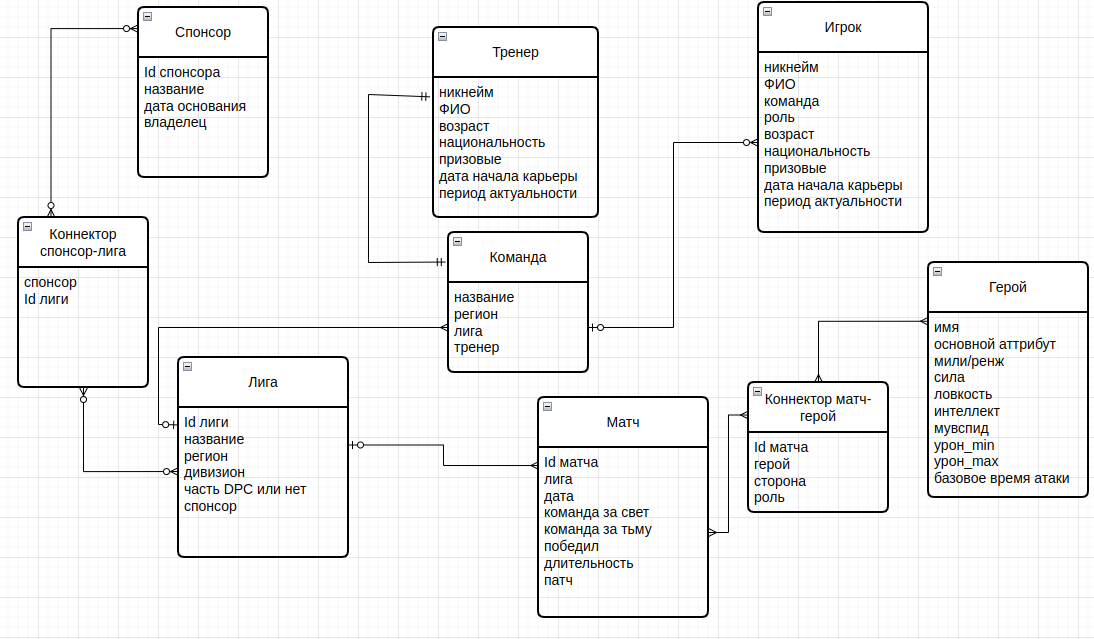 Спонсор
Id спонсора
название
дата основания
владелец
Тренер
никнейм
ФИО
возраст
национальность
призовые
дата начала карьеры
период актуальности
Игрок
никнейм
ФИО
команда
роль
возраст
национальность
призовые
дата начала карьеры
период актуальности
Коннектор
спонсор-лига
спонсор
Id лиги
Команда
название
регион
лига
тренер
Герой
имя
основной аттрибут
мили/ренж
сила
ловкость
интеллект
мувспид
урон_min
урон_max
базовое время атаки
Лига
Id лиги
название
регион
дивизион
часть DPC или нет
спонсор
Матч
Id матча
лига
дата
команда за свет
команда за тьму
победил
длительность
патч
Коннектор матч-
герой
Id матча
герой
сторона
роль